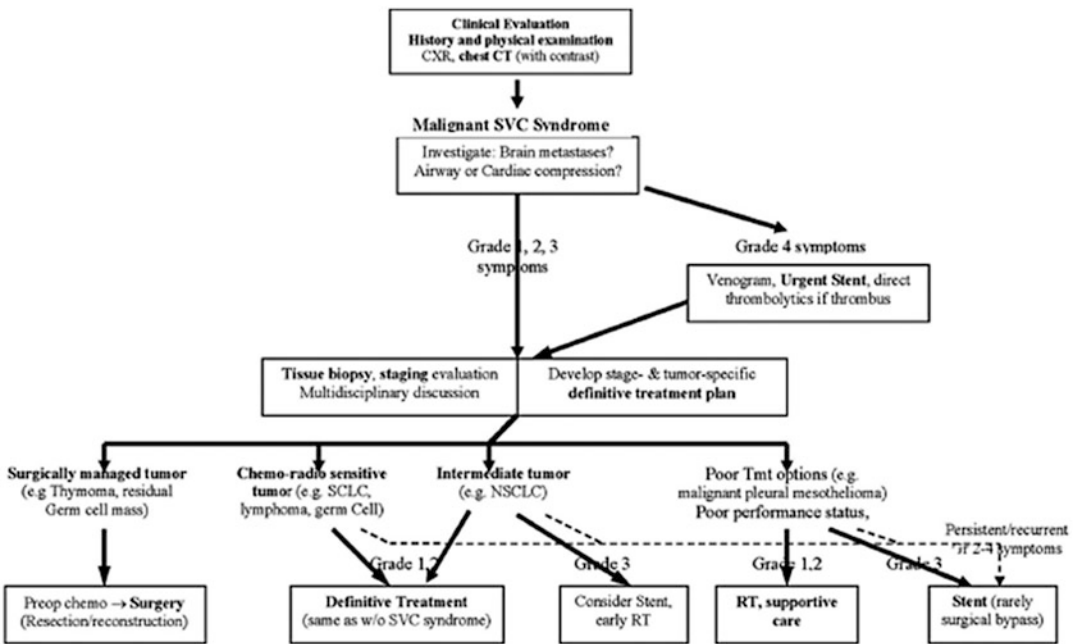 Clinical Evaluation
History and physical examination
CXR, chest CT (with contrast)
Malignant SVC Syndrome
Investigate: Brain metastases?
Airway or Cardiac compression?
Grade 1, 2, 3
symptoms
Grade 4 symptoms
Venogram, Urgent Stent, direct
thrombolytics if thrombus
Tissue biopsy, staging evaluation
Multidisciplinary discussion
Develop stage- & tumor-specific
definitive treatment plan
Surgically managed tumor
(e.g Thymoma, residual
Germ cell mass)
Chemo-radio sensitive
tumor (e.g. SCLC,
lymphoma, germ Cell)
Intermediate tumor
(e.g. NSCLC)
Poor Tmt options (e.g.
malignant pleural mesothelioma)
Poor performance status,
Persistent/recurrent
2-4 symptoms
Grade 1,2
Grade 3
Grade 1,2
Grade 3
Preop chemo → Surgery
(Resection/reconstruction)
Definitive Treatment
(same as w/o SVC syndrome)
Consider Stent,
early RT
RT, supportive
care
Stent (rarely
surgical bypass)